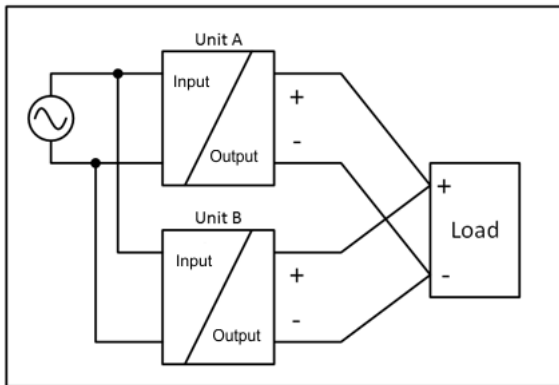 Unit A
Input
+
-
Output
Unit B
Input
+
-
Output
+
Load
-